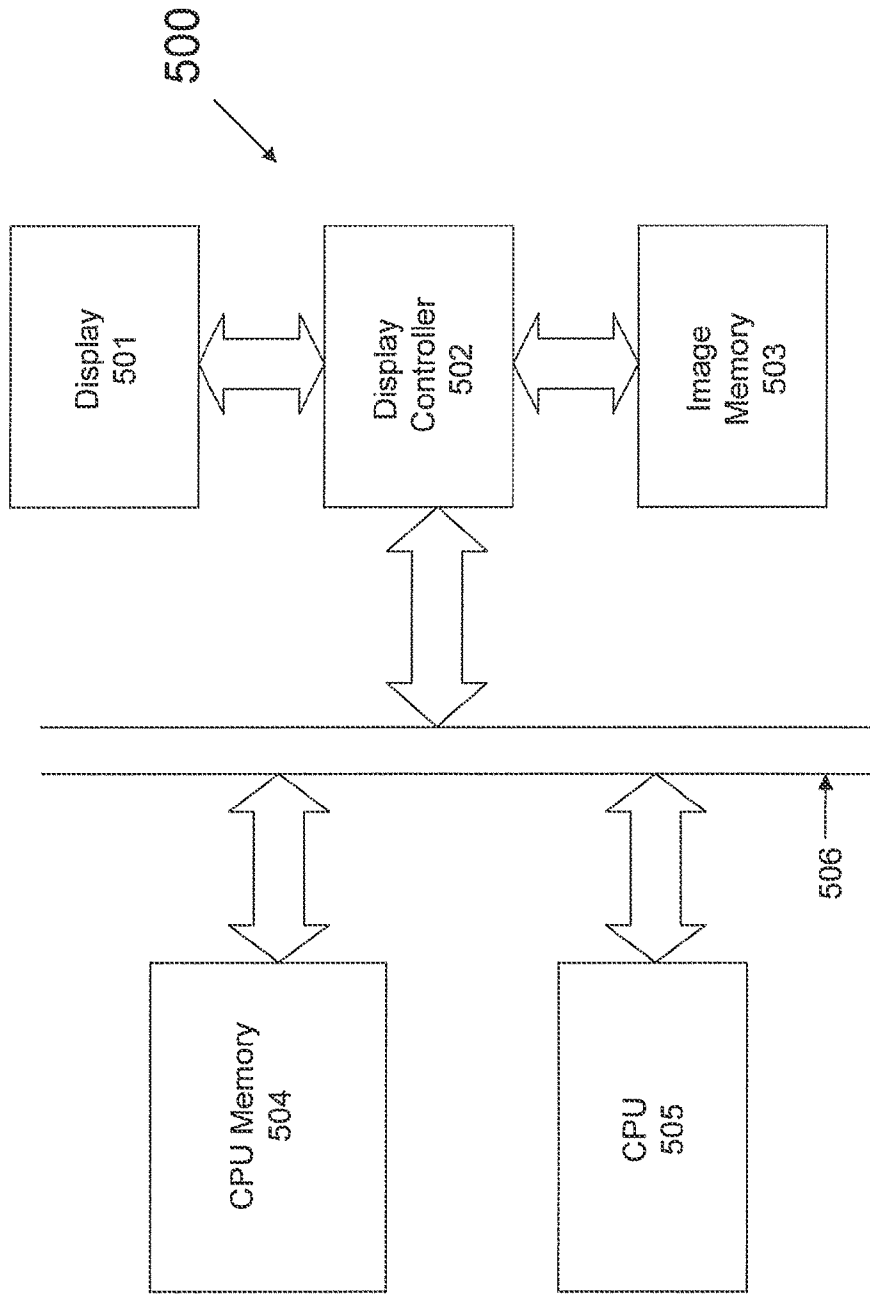 500
Display
501
Display
Controller
502
Image
Memory
503
CPU Memory
504
CPU
505
506